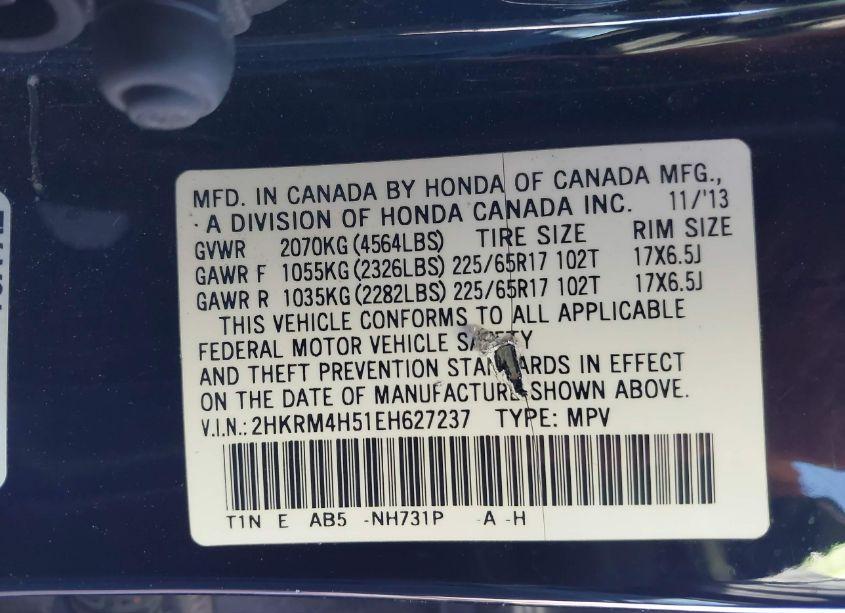 MFD. IN CANADA BY HONDA OF CANADA MFG.,
A DIVISION OF HONDA CANADA INC. 11/'13
GVWR 2070KG (4564LBS) TIRE SIZE RIM SIZE
GAWR F 1055KG (2326LBS) 225/65R17 102T 17X6.5J
GAWR R 1035KG (2282LBS) 225/65R17 102T 17X6.5J
THIS VEHICLE CONFORMS TO ALL APPLICABLE
FEDERAL MOTOR VEHICLE SAFETY
AND THEFT PREVENTION STANDARDS IN EFFECT
ON THE DATE OF MANUFACTURE SHOWN ABOVE.
V.I.N.: 2HKRM4H51EH627237 TYPE: MPV
T1N E AB5 -NH731P -A -H